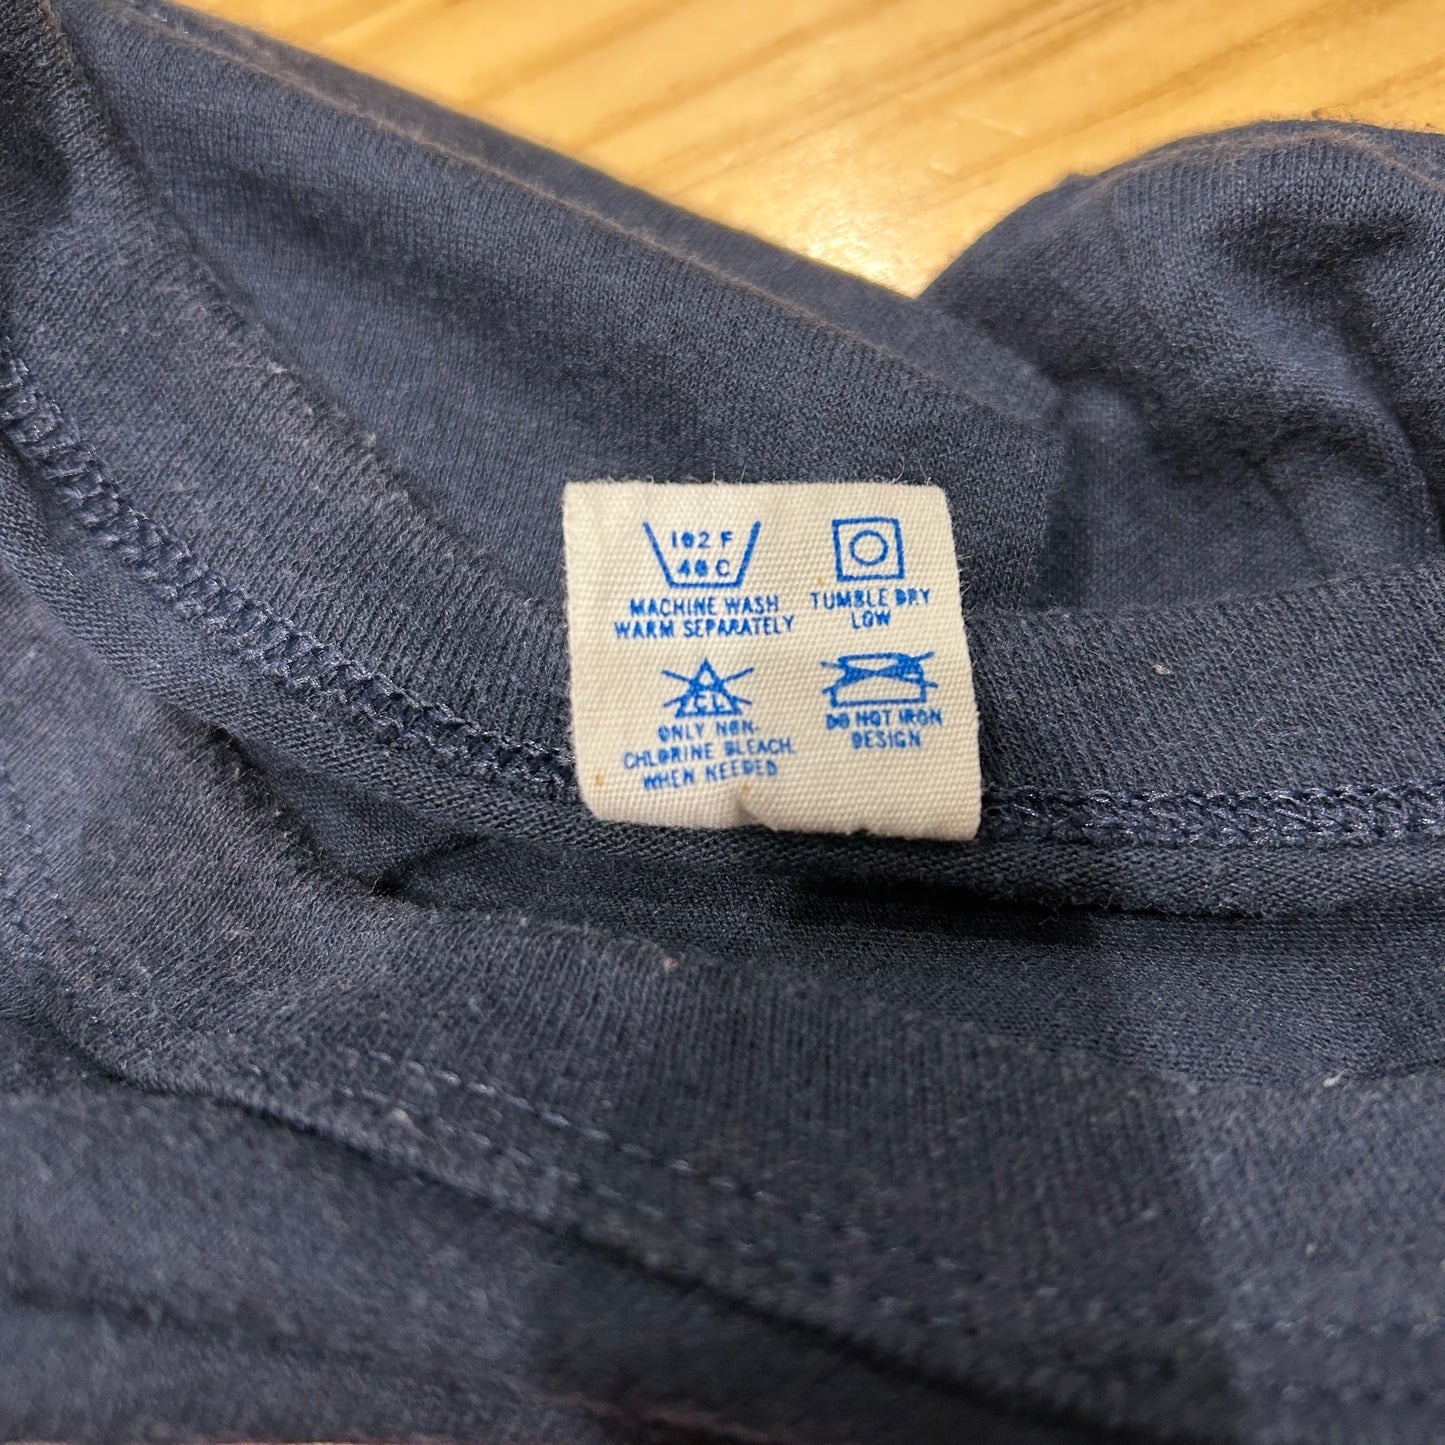 102 F
40 C
MACHINE WASH
WARM SEPARATELY
TUMBLE DRY
LOW
CL
ONLY NON-
CHLORINE BLEACH
WHEN NEEDED
DO NOT IRON
DESIGN